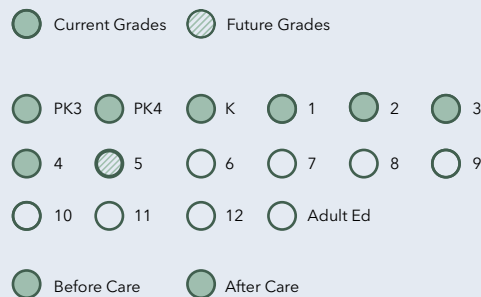 Current Grades Future Grades
PK3 PK4 K 1 2 3
4 5 6 7 8 9
10 11 12 Adult Ed
Before Care After Care